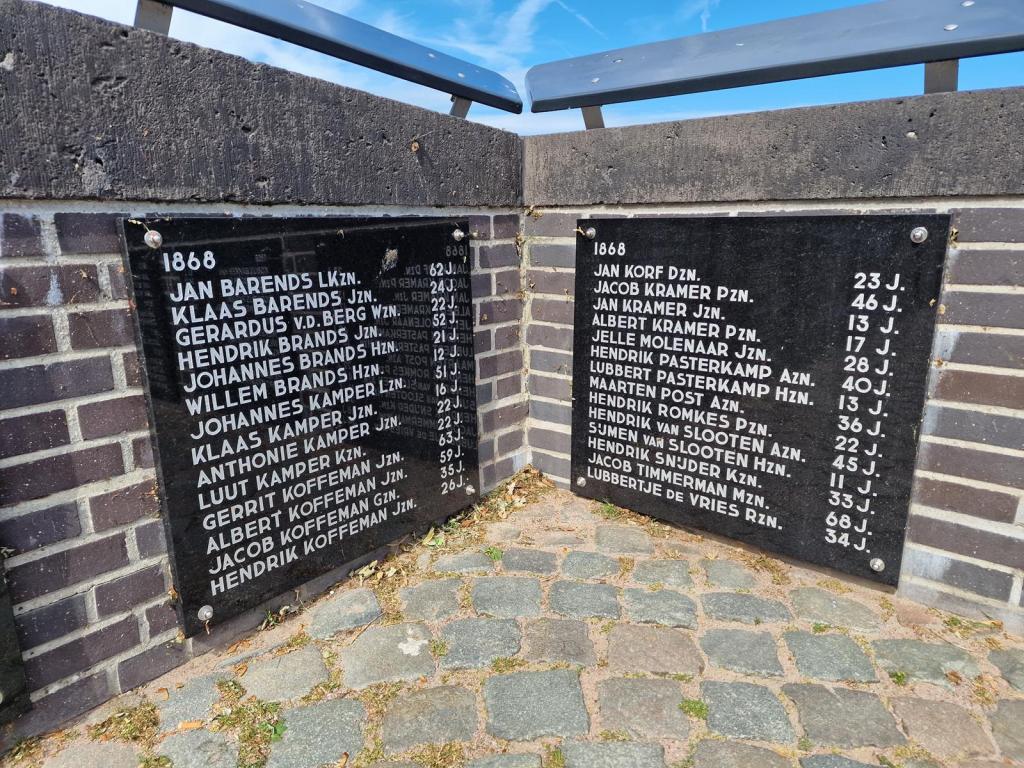 1868
JAN BARENDS LKZN. 62 J.
KLAAS BARENDS JZN. 24 J.
GERARDUS V.D. BERG WZN. 22 J.
HENDRIK BRANDS JZN. 52 J.
JOHANNES BRANDS HZN. 21 J.
WILLEM BRANDS HZN. 12 J.
JOHANNES KAMPER LZN. 51 J.
KLAAS KAMPER JZN. 16 J.
ANTHONIE KAMPER JZN. 22 J.
LUUT KAMPER KZN. 22 J.
GERRIT KOFFEMAN JZN. 63 J.
ALBERT KOFFEMAN JZN. 59 J.
JACOB KOFFEMAN GZN. 35 J.
HENDRIK KOFFEMAN JZN. 26 J.
1868
JAN KORF DZN. 23 J.
JACOB KRAMER PZN. 46 J.
JAN KRAMER JZN. 13 J.
ALBERT KRAMER PZN. 17 J.
JELLE MOLENAAR JZN. 28 J.
HENDRIK PASTERKAMP AZN. 40 J.
LUBBERT PASTERKAMP HZN. 13 J.
MAARTEN POST AZN. 36 J.
HENDRIK ROMKES PZN. 22 J.
HENDRIK VAN SLOOTEN AZN. 45 J.
SIJMEN VAN SLOOTEN HZN. 11 J.
HENDRIK SNIJDER KZN. 33 J.
JACOB TIMMERMAN MZN. 68 J.
LUBBERTJE DE VRIES RZN. 34 J.